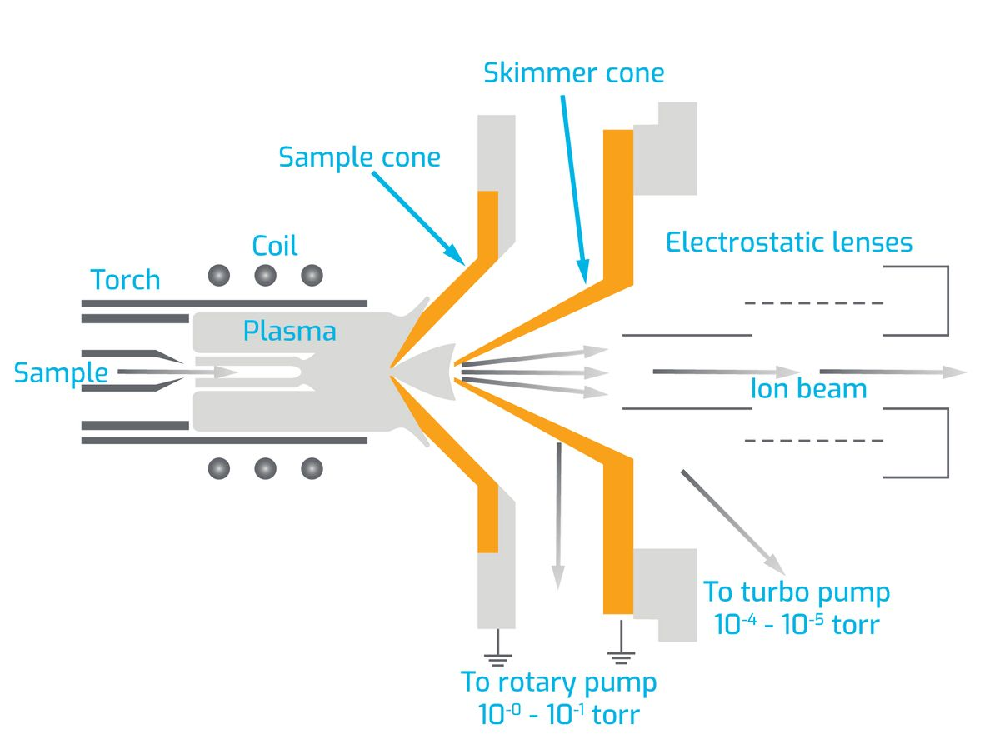 Skimmer cone
Sample cone
Coil
Electrostatic lenses
Torch
Plasma
Sample
Ion beam
To turbo pump
10⁻⁴ - 10⁻⁵ torr
To rotary pump
10⁻⁰ - 10⁻¹ torr